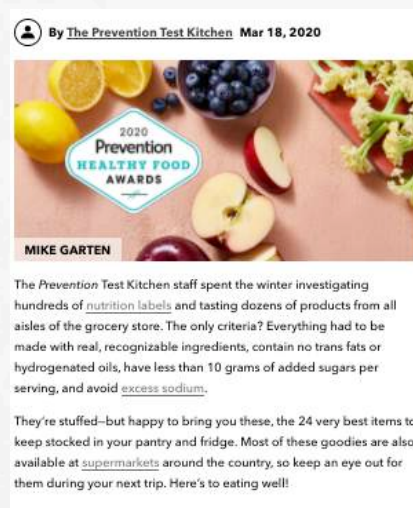 By The Prevention Test Kitchen Mar 18, 2020
2020
Prevention
HEALTHY FOOD
AWARDS
MIKE GARTEN
The Prevention Test Kitchen staff spent the winter investigating
hundreds of nutrition labels and tasting dozens of products from all
aisles of the grocery store. The only criteria? Everything had to be
made with real, recognizable ingredients, contain no trans fats or
hydrogenated oils, have less than 10 grams of added sugars per
serving, and avoid excess sodium.
They're stuffed—but happy to bring you these, the 24 very best items to
keep stocked in your pantry and fridge. Most of these goodies are also
available at supermarkets around the country, so keep an eye out for
them during your next trip. Here's to eating well!